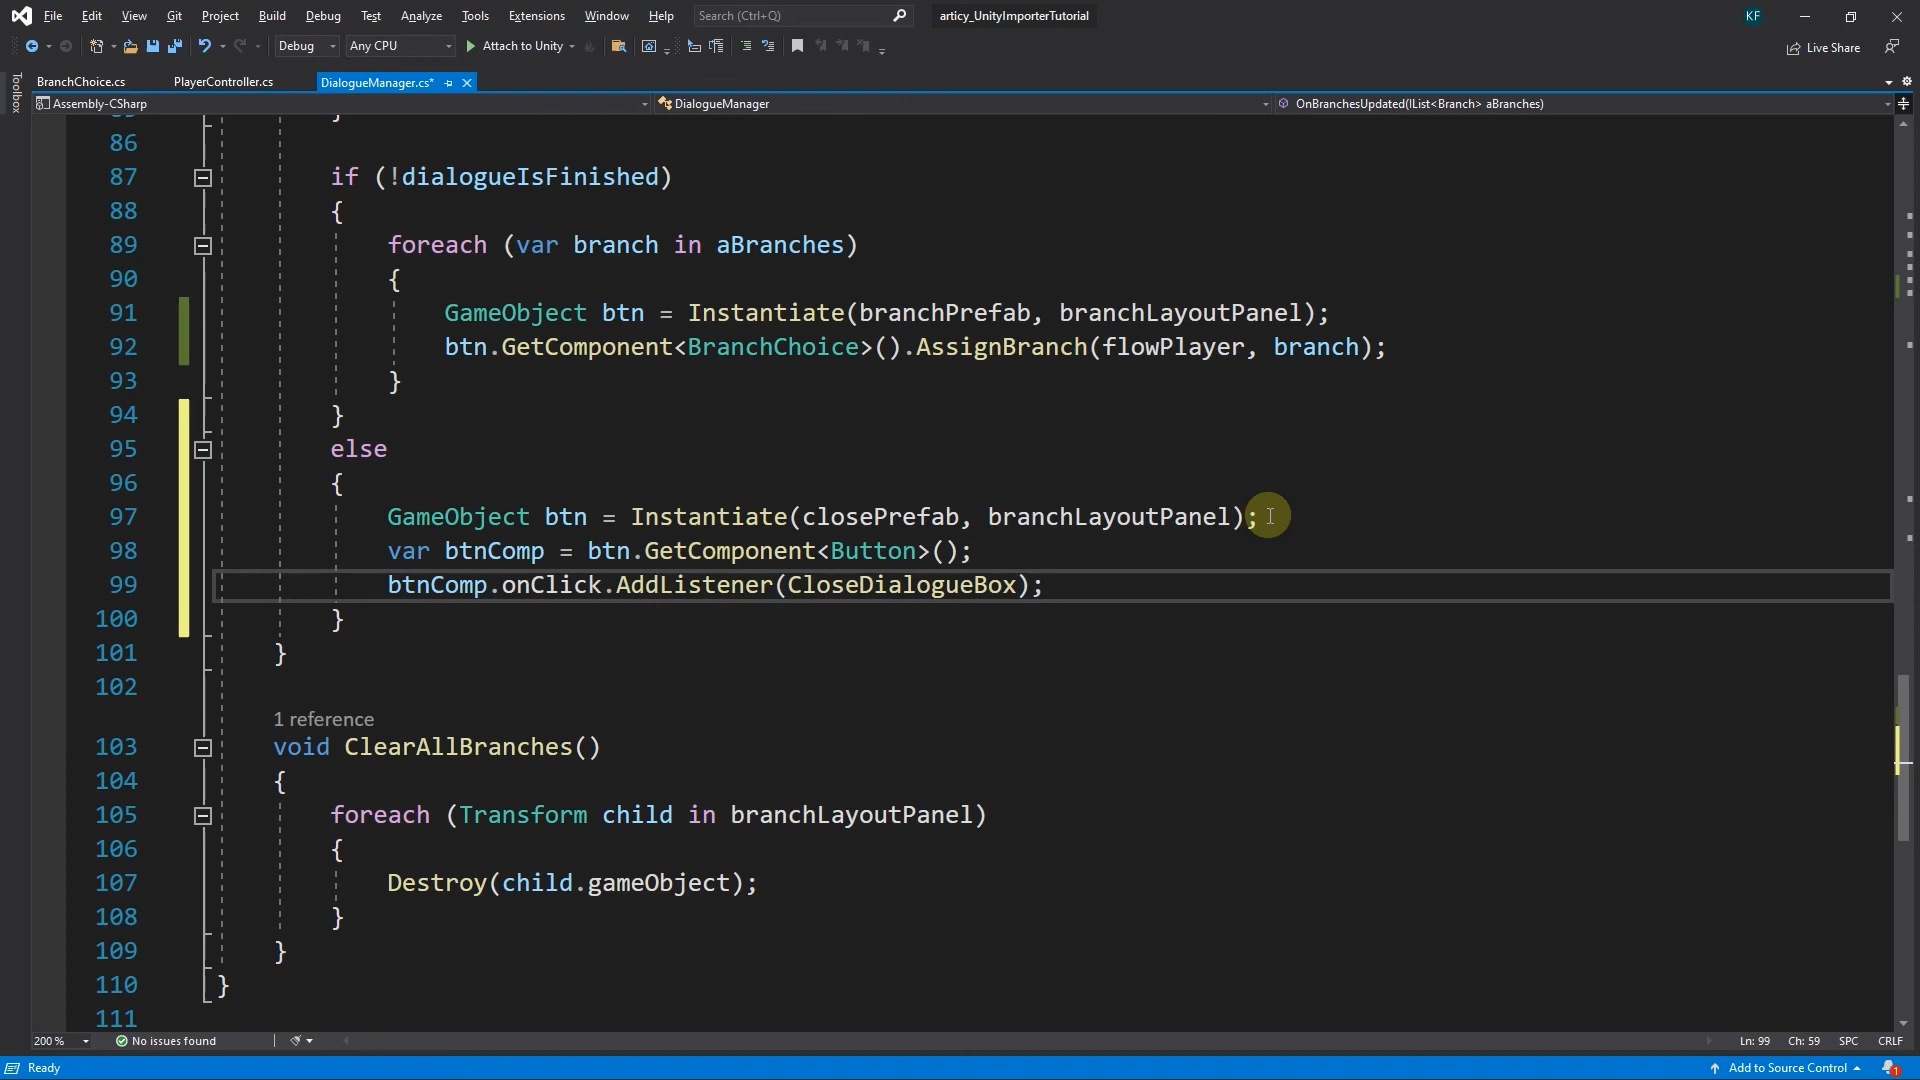 File Edit View Git Project Build Debug Test Analyze Tools Extensions Window Help Search (Ctrl+Q) articy_UnityImporterTutorial KF
Debug Any CPU Attach to Unity Live Share
Toolbox
BranchChoice.cs PlayerController.cs DialogueManager.cs*
Assembly-CSharp DialogueManager OnBranchesUpdated(IList<Branch> aBranches)
}
86
87 if (!dialogueIsFinished)
88 {
89 foreach (var branch in aBranches)
90 {
91 GameObject btn = Instantiate(branchPrefab, branchLayoutPanel);
92 btn.GetComponent<BranchChoice>().AssignBranch(flowPlayer, branch);
93 }
94 }
95 else
96 {
97 GameObject btn = Instantiate(closePrefab, branchLayoutPanel);
98 var btnComp = btn.GetComponent<Button>();
99 btnComp.onClick.AddListener(CloseDialogueBox);
100 }
101 }
102
1 reference
103 void ClearAllBranches()
104 {
105 foreach (Transform child in branchLayoutPanel)
106 {
107 Destroy(child.gameObject);
108 }
109 }
110 }
111
200 % No issues found Ln: 99 Ch: 59 SPC CRLF
Ready Add to Source Control 1